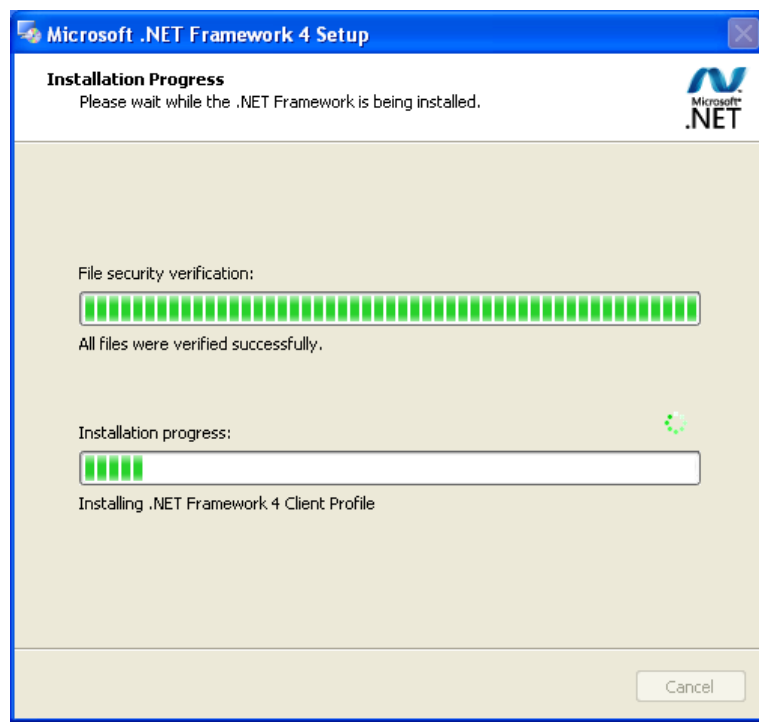 Microsoft .NET Framework 4 Setup
Installation Progress
Please wait while the .NET Framework is being installed.
Microsoft®
.NET
File security verification:
All files were verified successfully.
Installation progress:
Installing .NET Framework 4 Client Profile
Cancel